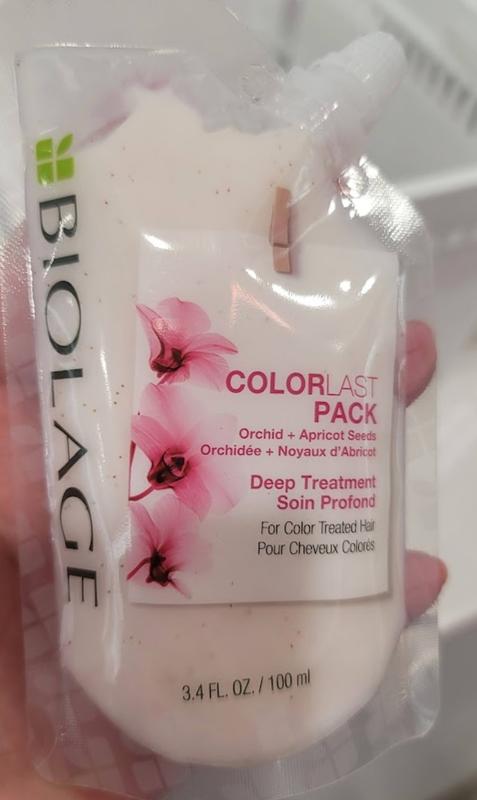 BIOLAGE
COLORLAST
PACK
Orchid + Apricot Seeds
Orchidée + Noyaux d'Abricot
Deep Treatment
Soin Profond
For Color Treated Hair
Pour Cheveux Colorés
3.4 FL. OZ. / 100 ml